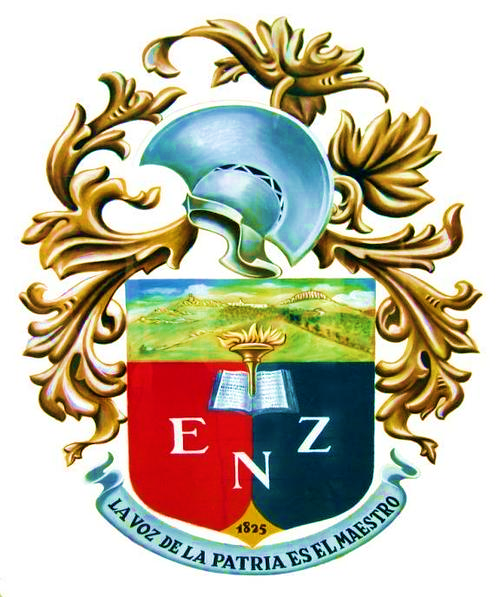 E N Z
1825
LA VOZ DE LA PATRIA ES EL MAESTRO